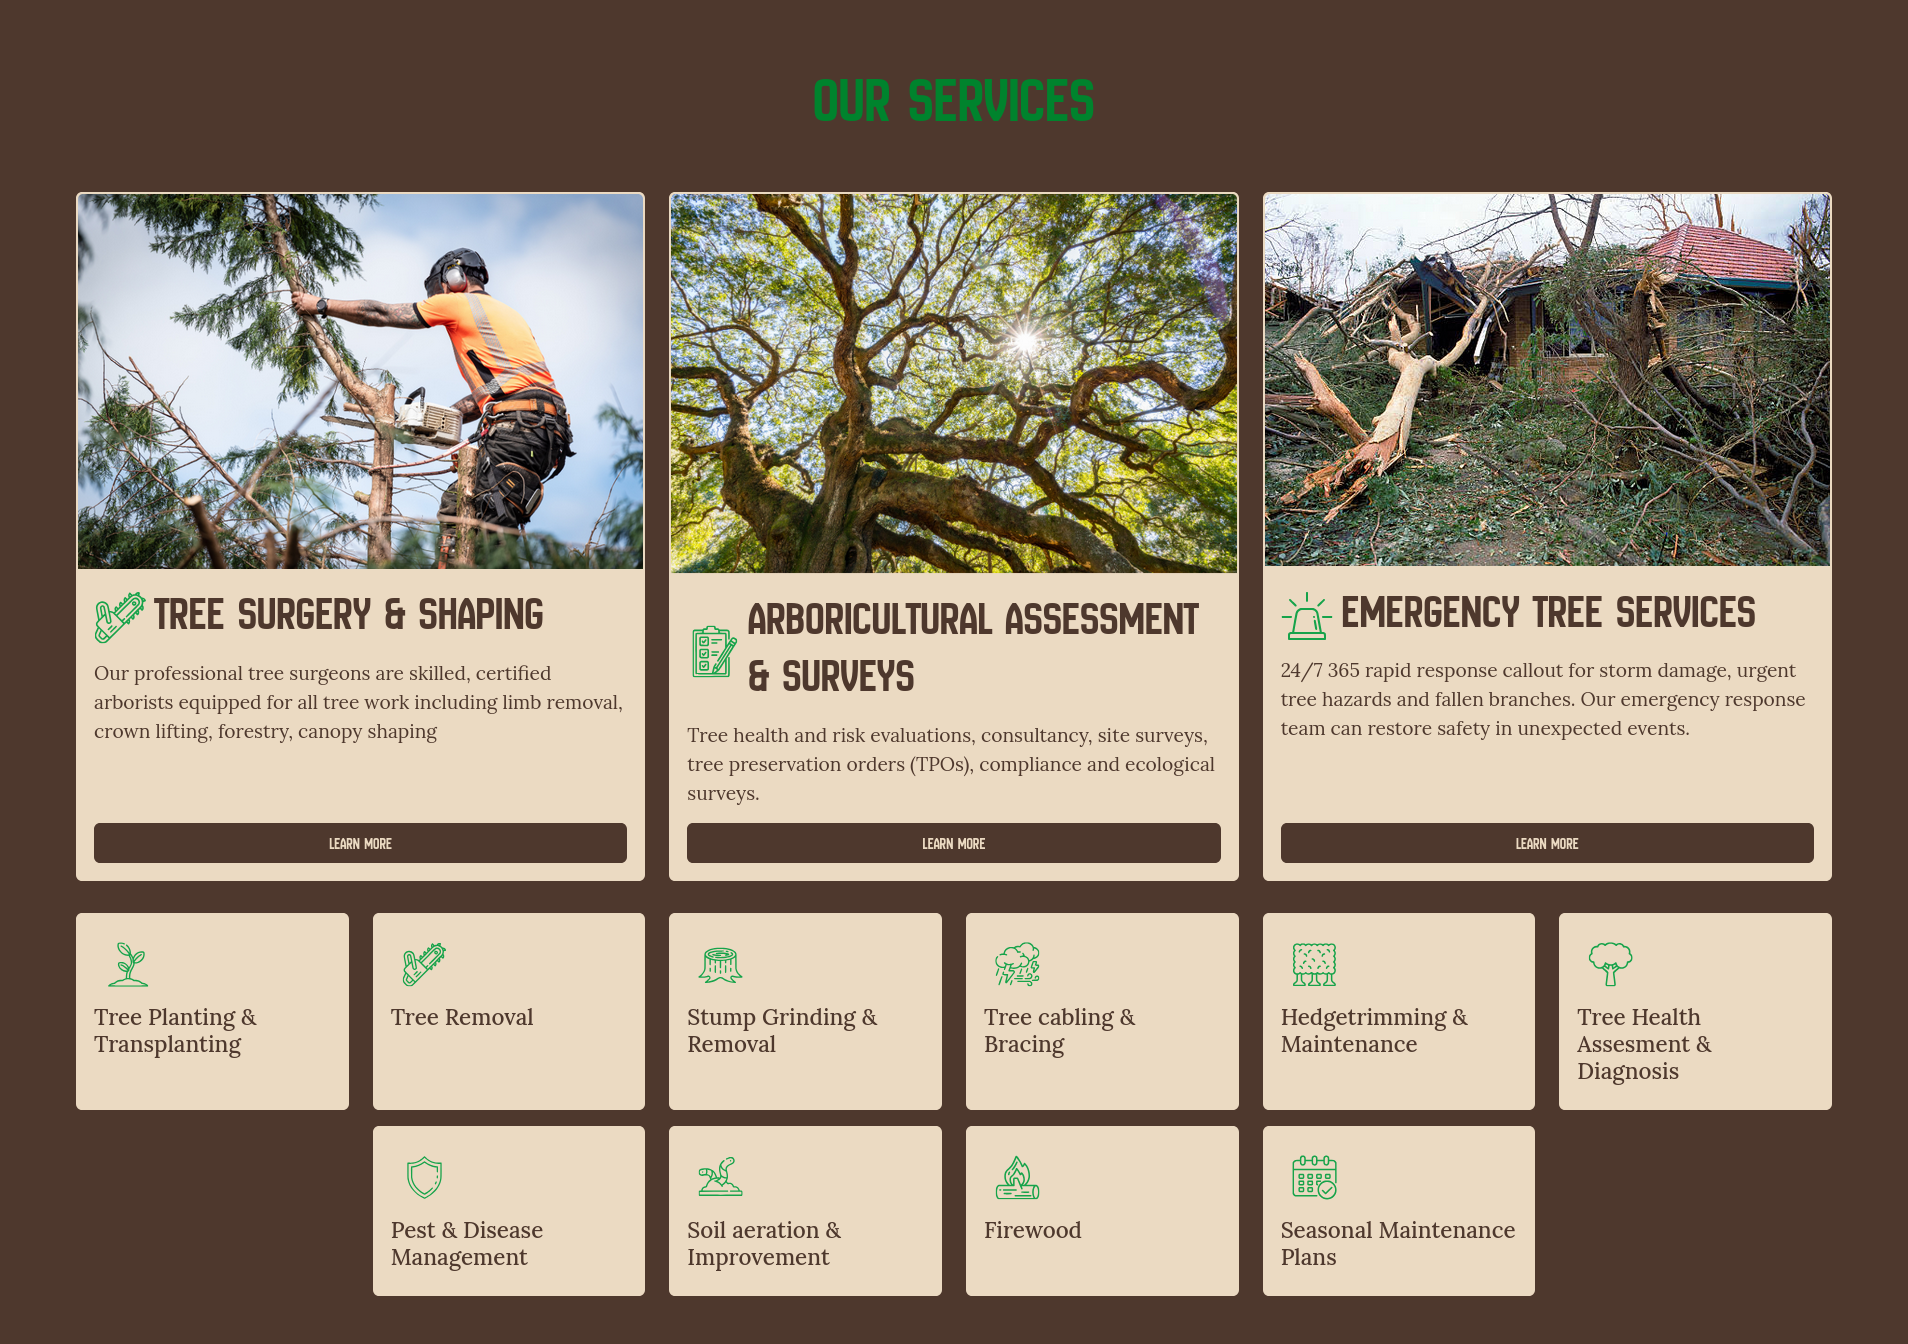 OUR SERVICES
TREE SURGERY & SHAPING
Our professional tree surgeons are skilled, certified
arborists equipped for all tree work including limb removal,
crown lifting, forestry, canopy shaping
LEARN MORE
ARBORICULTURAL ASSESSMENT
& SURVEYS
Tree health and risk evaluations, consultancy, site surveys,
tree preservation orders (TPOs), compliance and ecological
surveys.
LEARN MORE
EMERGENCY TREE SERVICES
24/7 365 rapid response callout for storm damage, urgent
tree hazards and fallen branches. Our emergency response
team can restore safety in unexpected events.
LEARN MORE
Tree Planting &
Transplanting
Tree Removal
Stump Grinding &
Removal
Tree cabling &
Bracing
Hedgetrimming &
Maintenance
Tree Health
Assesment &
Diagnosis
Pest & Disease
Management
Soil aeration &
Improvement
Firewood
Seasonal Maintenance
Plans